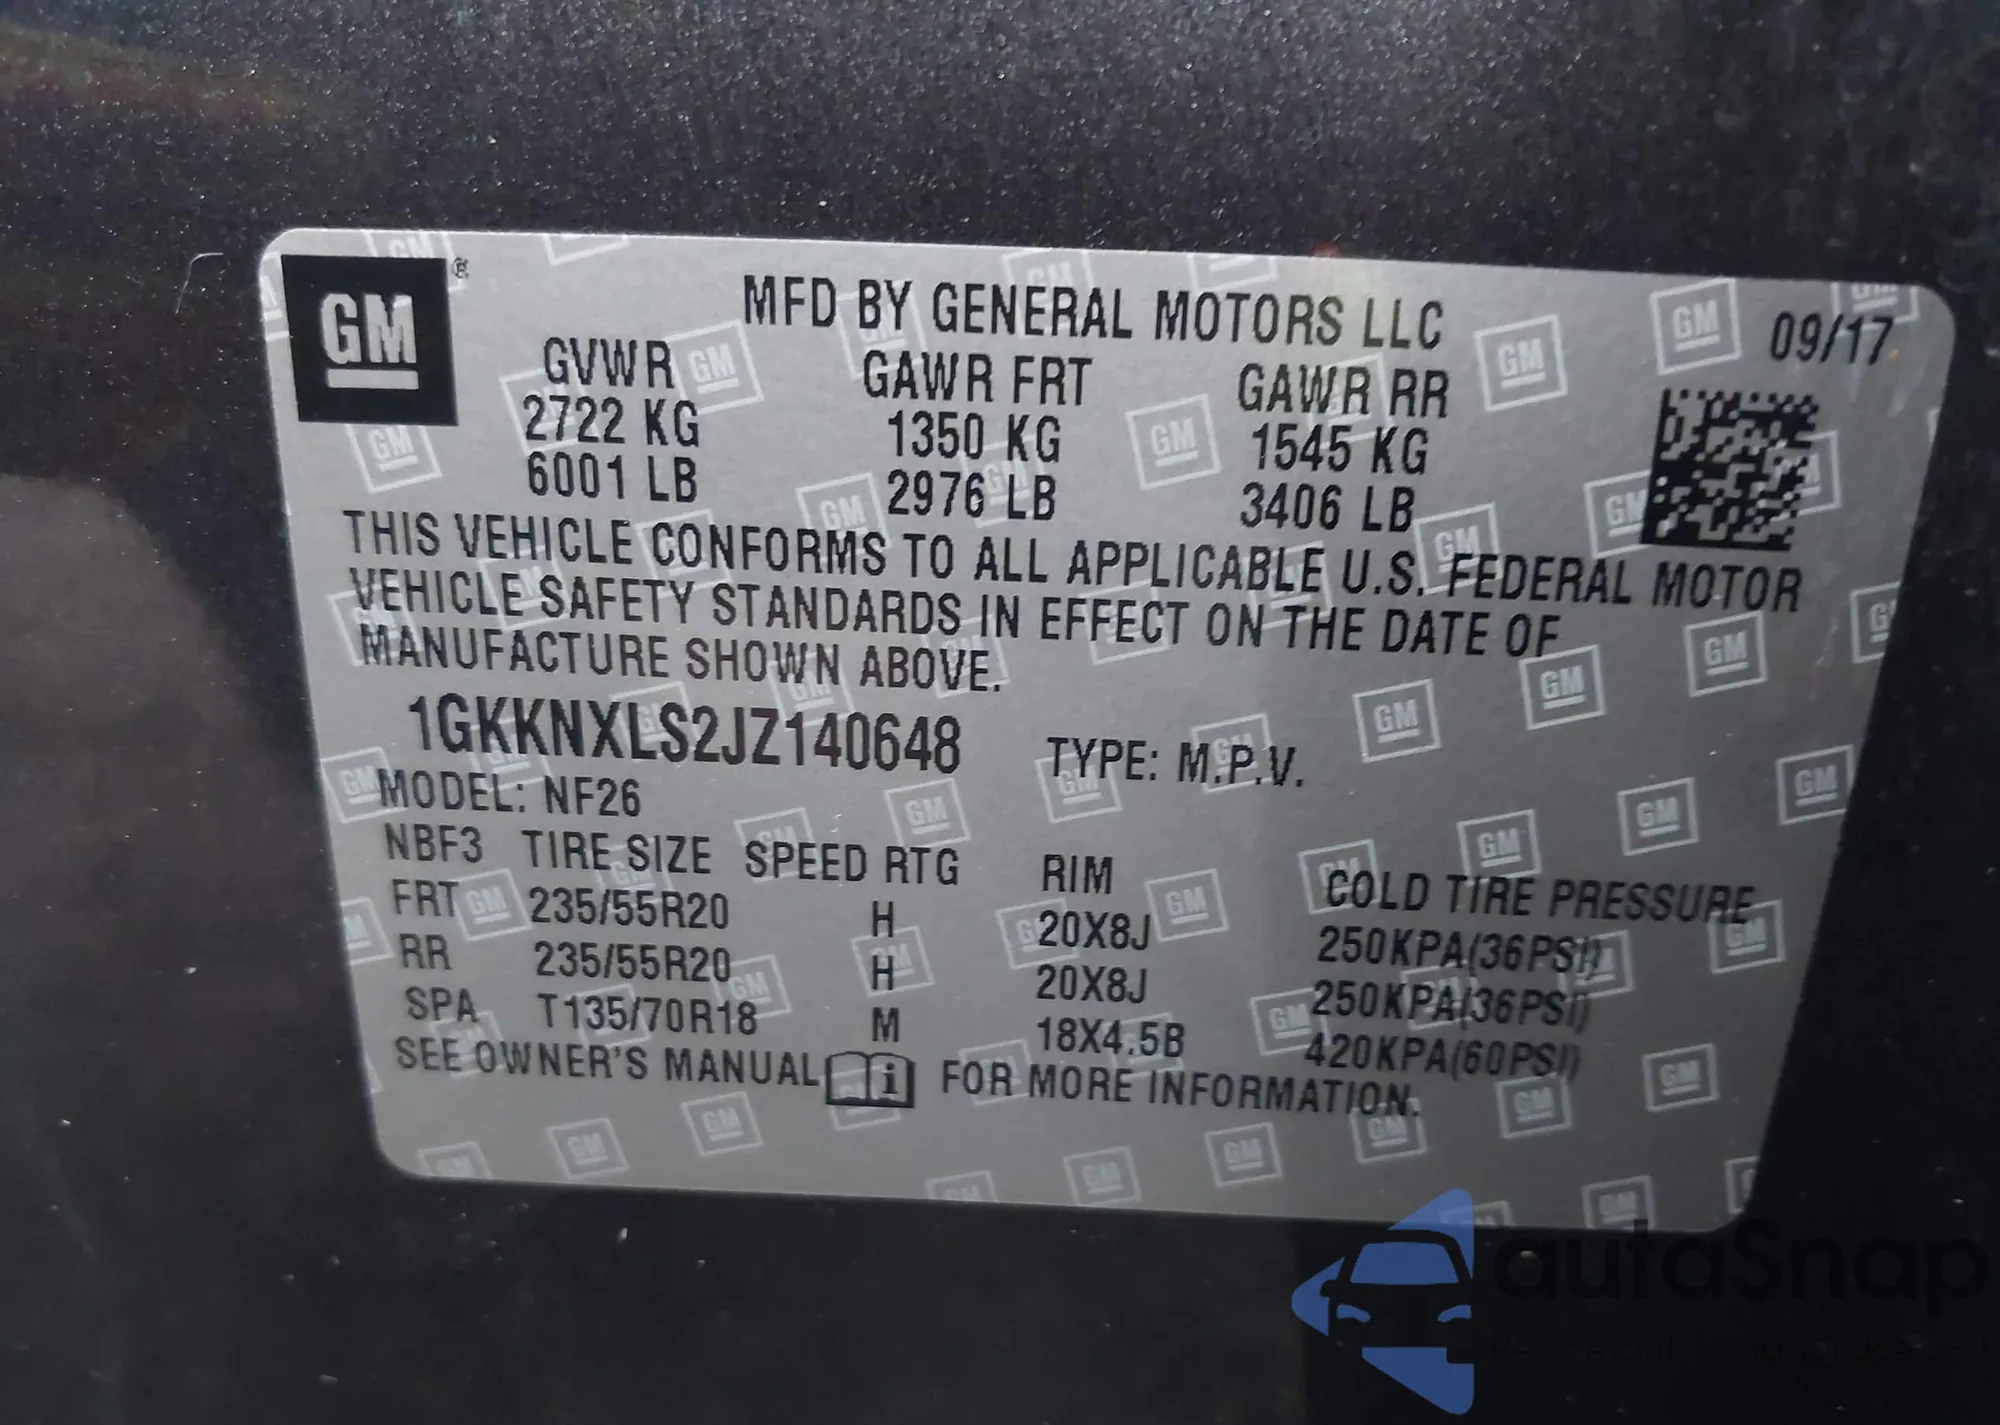 GM ®
MFD BY GENERAL MOTORS LLC 09/17
GVWR GAWR FRT GAWR RR
2722 KG 1350 KG 1545 KG
6001 LB 2976 LB 3406 LB
THIS VEHICLE CONFORMS TO ALL APPLICABLE U.S. FEDERAL MOTOR
VEHICLE SAFETY STANDARDS IN EFFECT ON THE DATE OF
MANUFACTURE SHOWN ABOVE.
1GKKNXLS2JZ140648 TYPE: M.P.V.
MODEL: NF26
NBF3 TIRE SIZE SPEED RTG RIM COLD TIRE PRESSURE
FRT 235/55R20 H 20X8J 250KPA(36PSI)
RR 235/55R20 H 20X8J 250KPA(36PSI)
SPA T135/70R18 M 18X4.5B 420KPA(60PSI)
SEE OWNER'S MANUAL i FOR MORE INFORMATION.
autaSnap